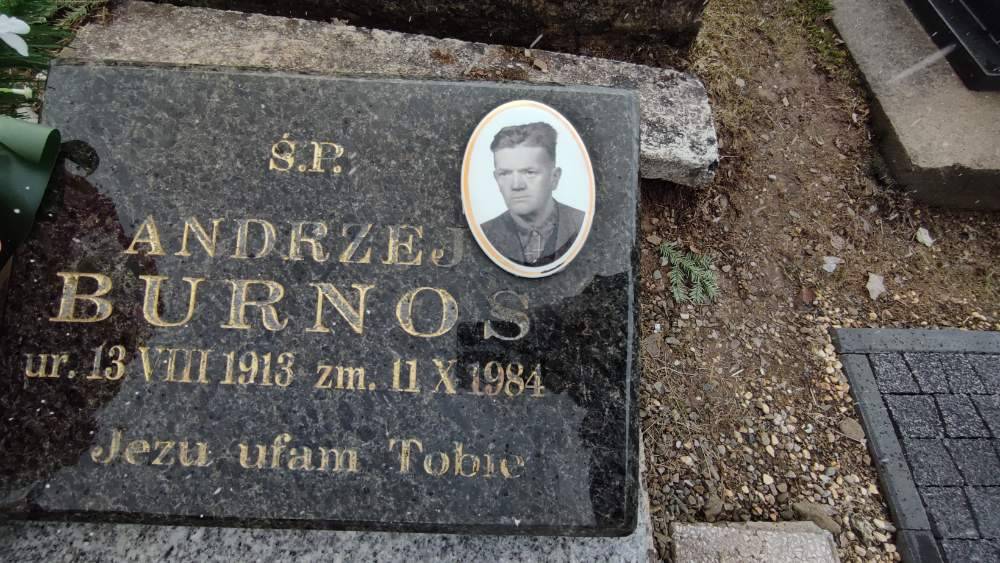 Ś.P.
ANDRZEJ
BURNOS
ur. 13 VIII 1913 zm. 11 X 1984
Jezu ufam Tobie